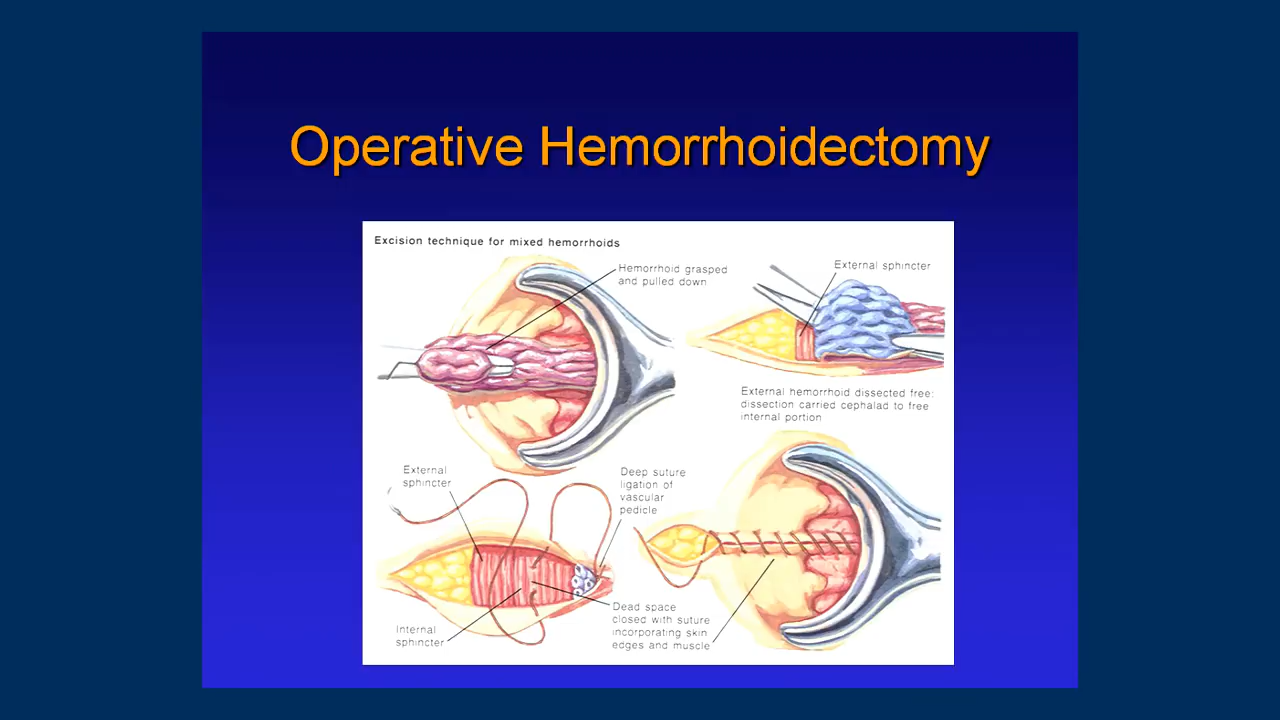 Operative Hemorrhoidectomy
Excision technique for mixed hemorrhoids
Hemorrhoid grasped
and pulled down
External sphincter
External hemorrhoid dissected free:
dissection carried cephalad to free
internal portion
External
sphincter
Deep suture
ligation of
vascular
pedicle
Internal
sphincter
Dead space
closed with suture
incorporating skin
edges and muscle